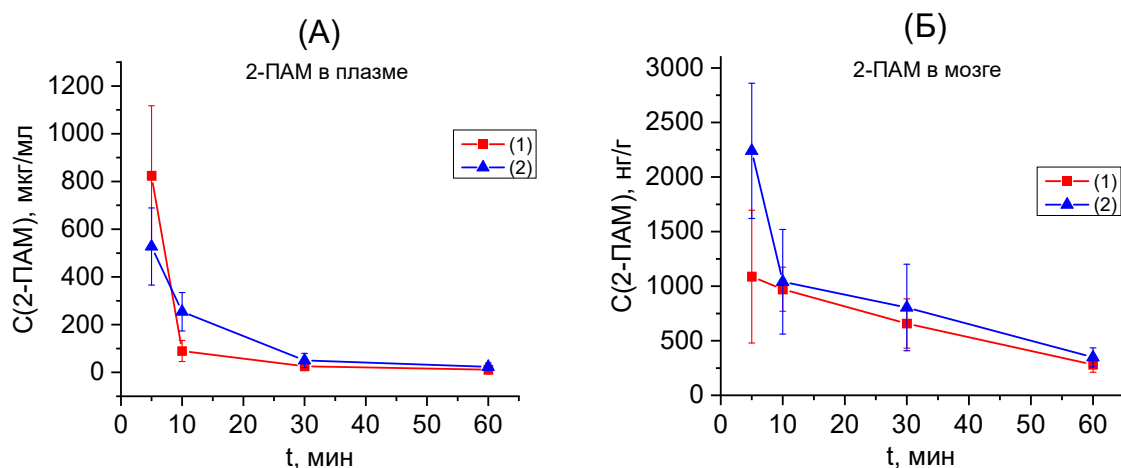 (А)
2-ПАМ в плазме
1200
1000
800
600
400
200
0
C(2-ПАМ), мкг/мл
(1)
(2)
0 10 20 30 40 50 60
t, мин
(Б)
2-ПАМ в мозге
3000
2500
2000
1500
1000
500
0
C(2-ПАМ), нг/г
(1)
(2)
0 10 20 30 40 50 60
t, мин